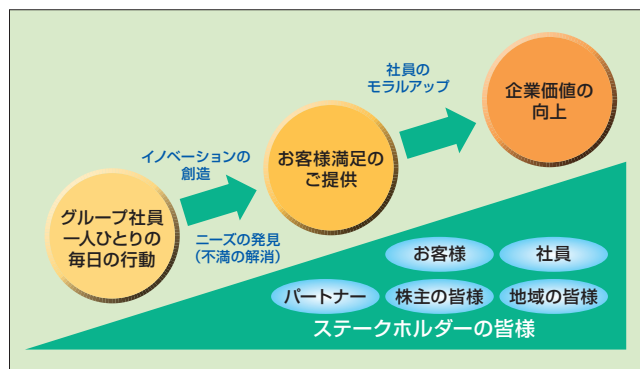 社員の
モラルアップ
企業価値の
向上
イノベーションの
創造
お客様満足の
ご提供
グループ社員
一人ひとりの
毎日の行動
ニーズの発見
(不満の解消)
お客様
社員
パートナー
株主の皆様
地域の皆様
ステークホルダーの皆様